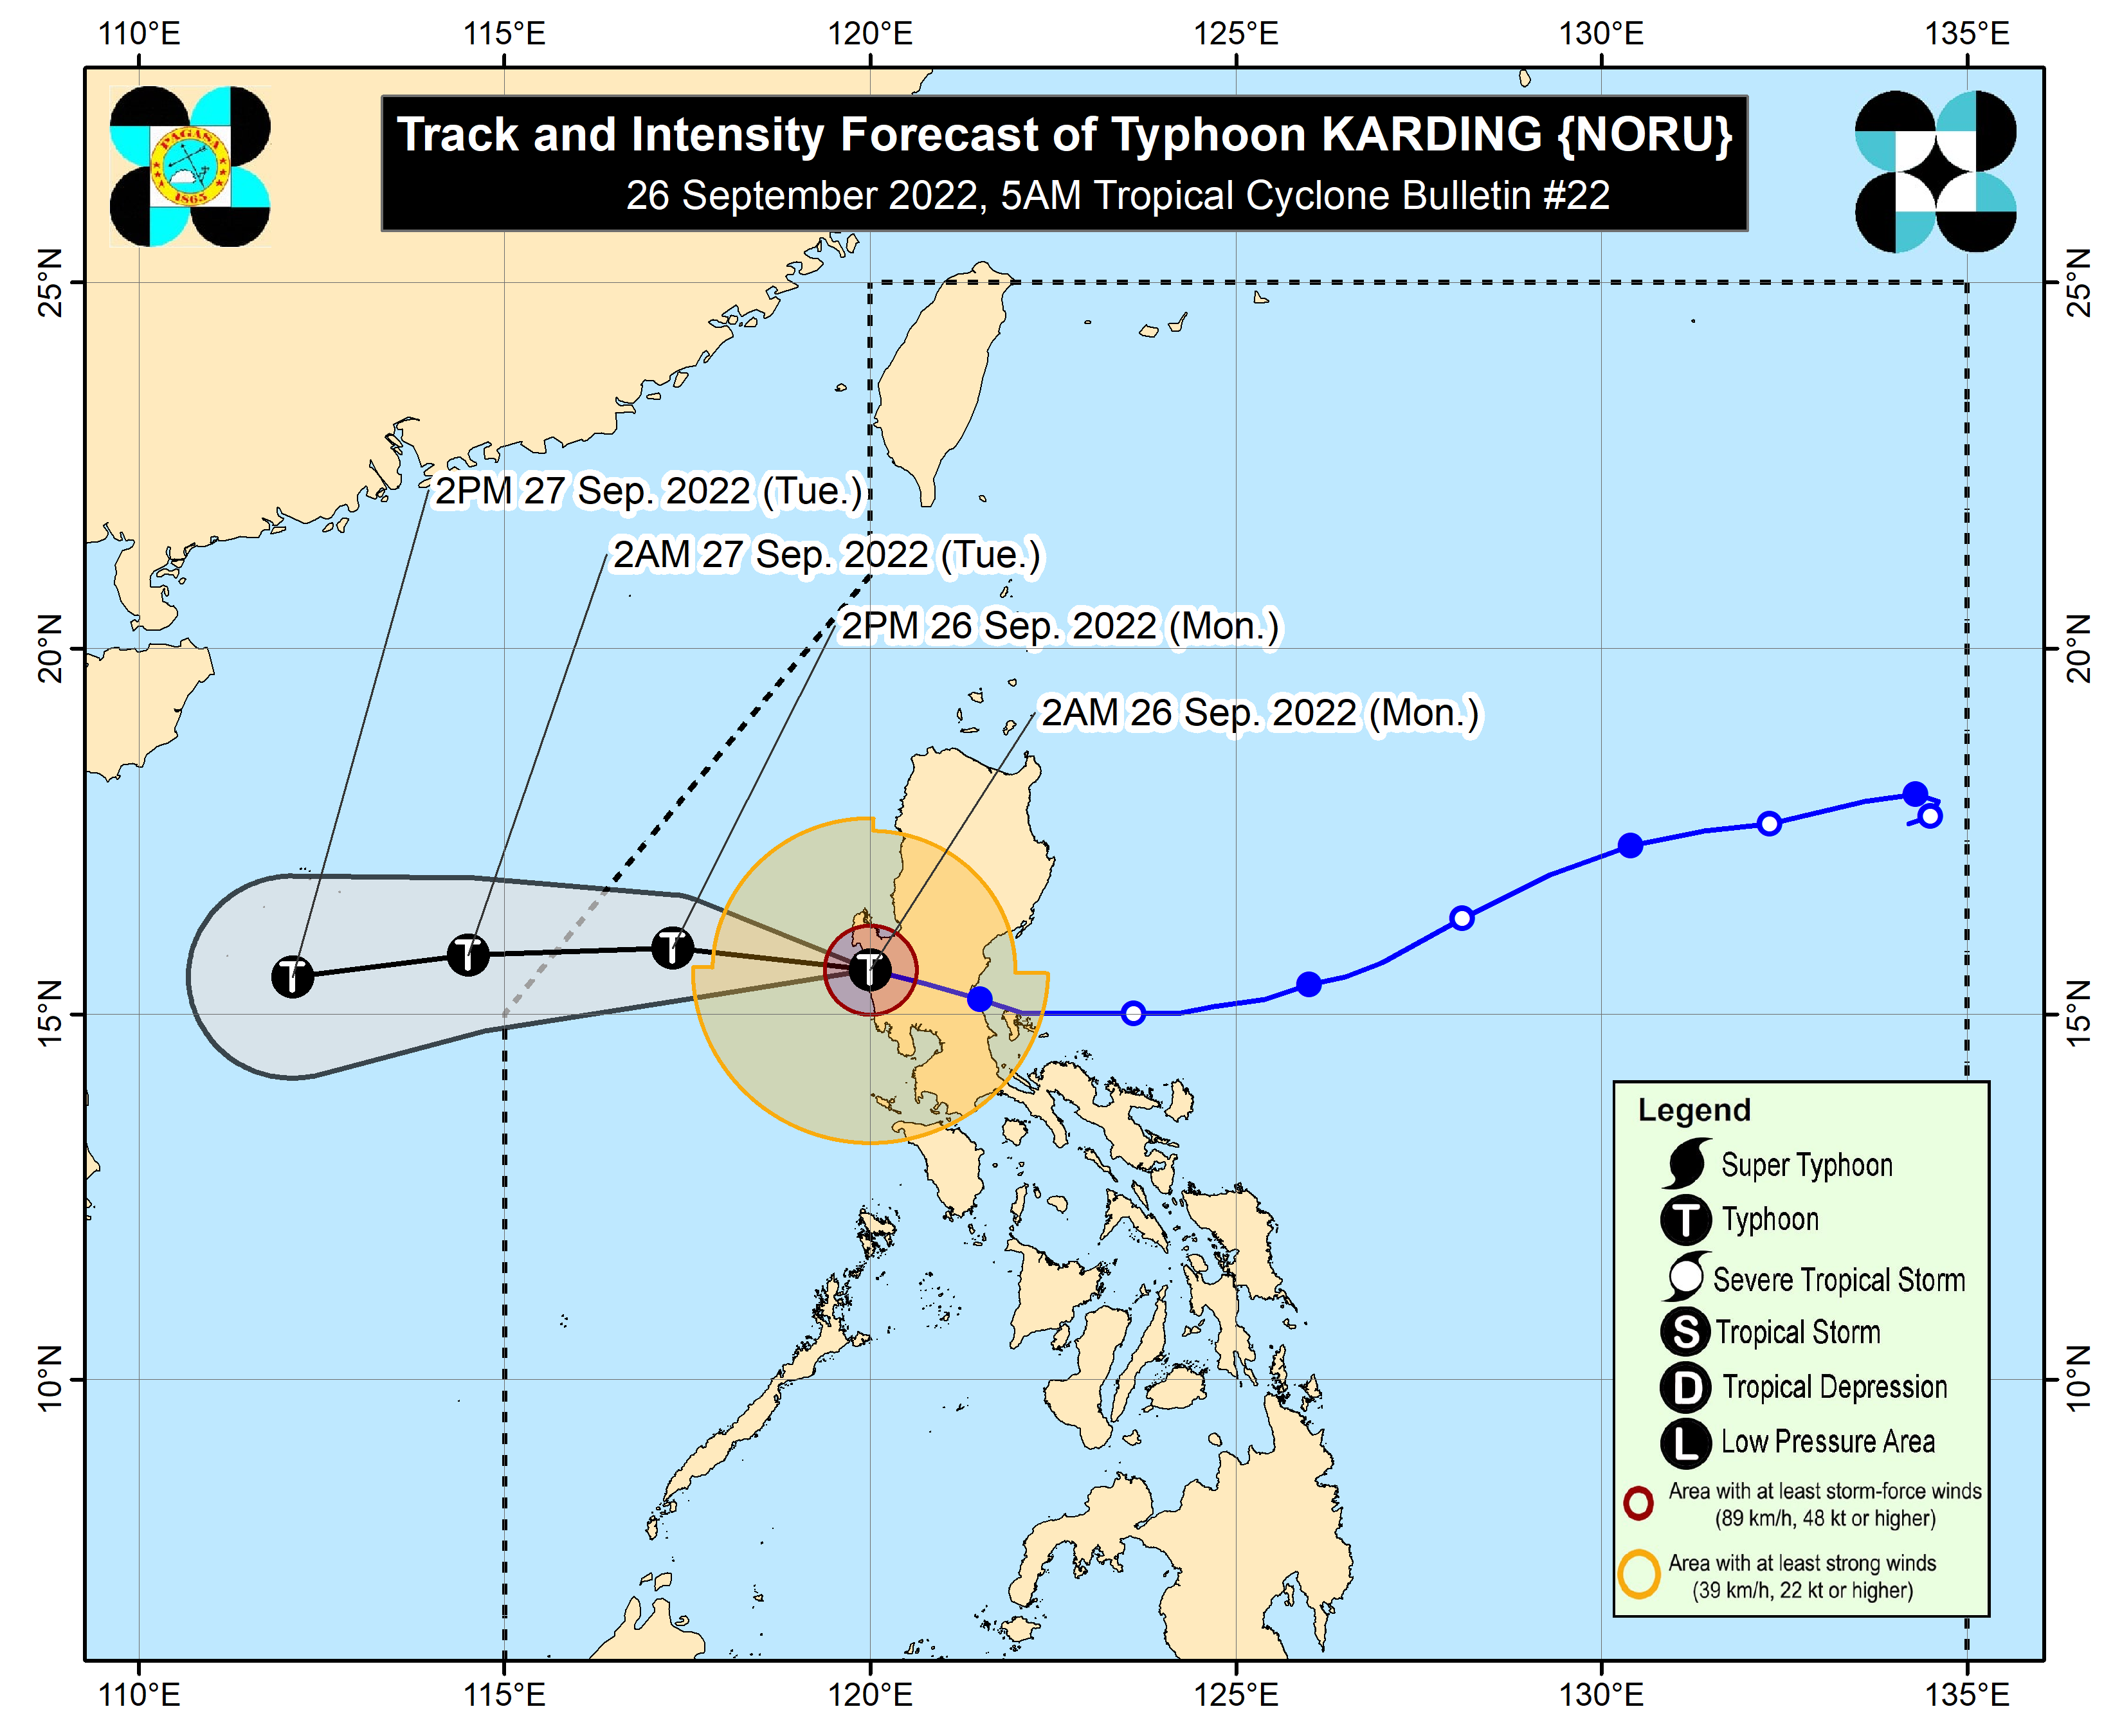 110°E 115°E 120°E 125°E 130°E 135°E
Track and Intensity Forecast of Typhoon KARDING {NORU}
26 September 2022, 5AM Tropical Cyclone Bulletin #22
PAGASA
1865
25°N 25°N
2PM 27 Sep. 2022 (Tue.)
2AM 27 Sep. 2022 (Tue.)
2PM 26 Sep. 2022 (Mon.)
20°N 20°N
2AM 26 Sep. 2022 (Mon.)
T T T T
15°N 15°N
Legend
Super Typhoon
T Typhoon
Severe Tropical Storm
S Tropical Storm
10°N 10°N
D Tropical Depression
L Low Pressure Area
Area with at least storm-force winds
(89 km/h, 48 kt or higher)
Area with at least strong winds
(39 km/h, 22 kt or higher)
110°E 115°E 120°E 125°E 130°E 135°E